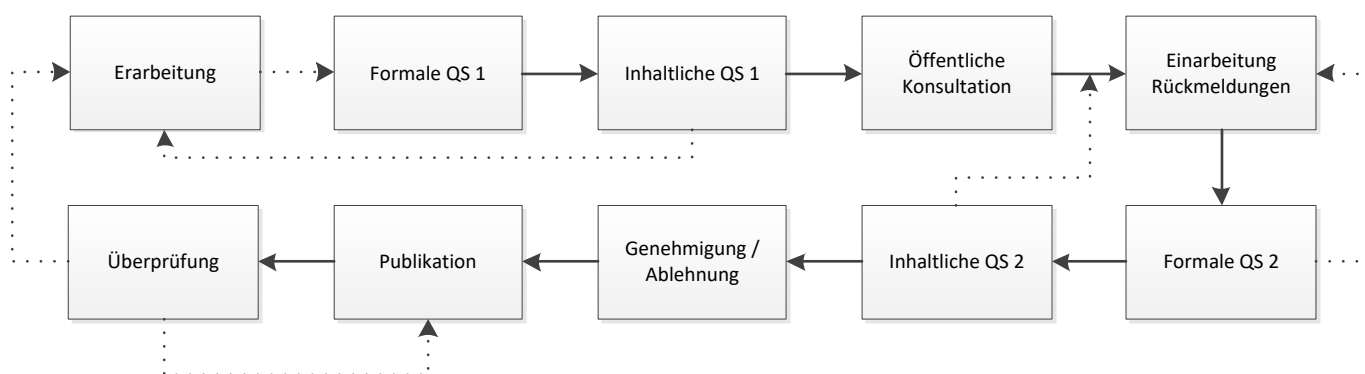 Erarbeitung
Formale QS 1
Inhaltliche QS 1
Öffentliche
Konsultation
Einarbeitung
Rückmeldungen
Überprüfung
Publikation
Genehmigung /
Ablehnung
Inhaltliche QS 2
Formale QS 2